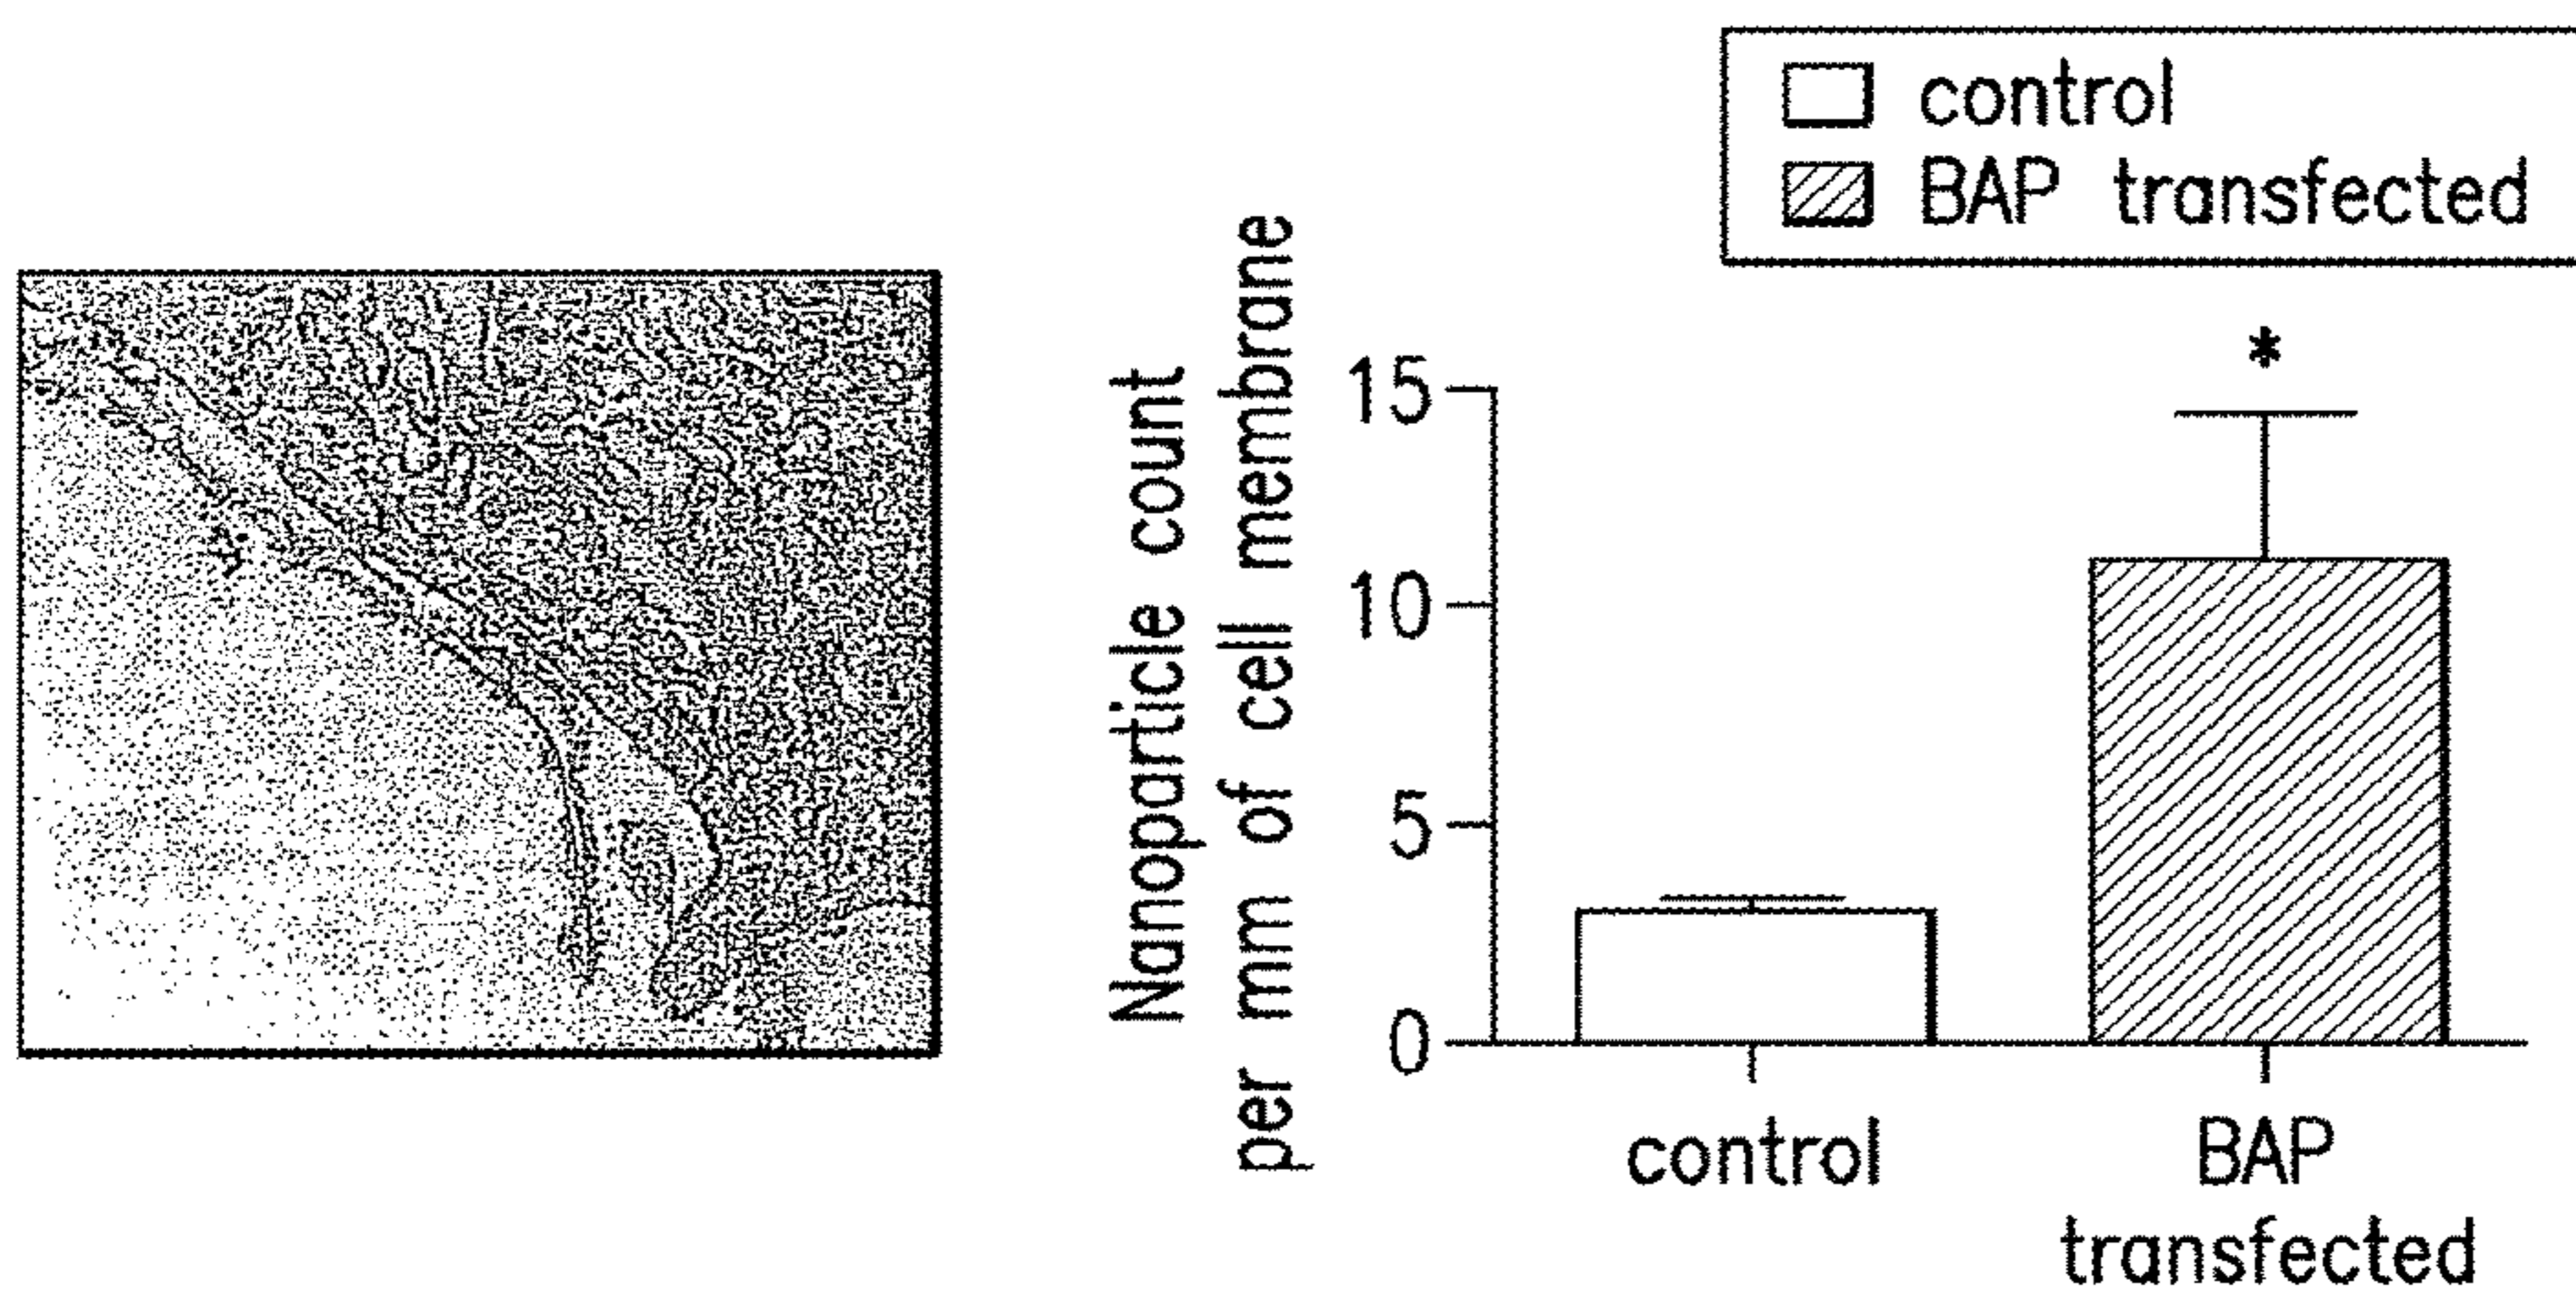 control
BAP transfected
Nanoparticle count
per mm of cell membrane
15
10
5
0
*
control
BAP
transfected